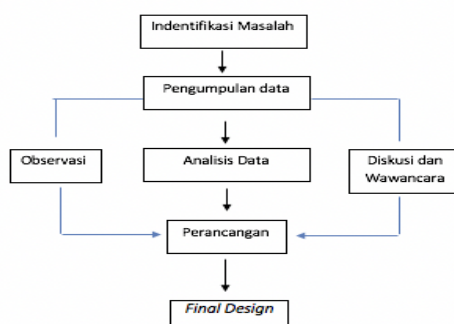 Indentifikasi Masalah
Pengumpulan data
Observasi
Analisis Data
Diskusi dan
Wawancara
Perancangan
Final Design